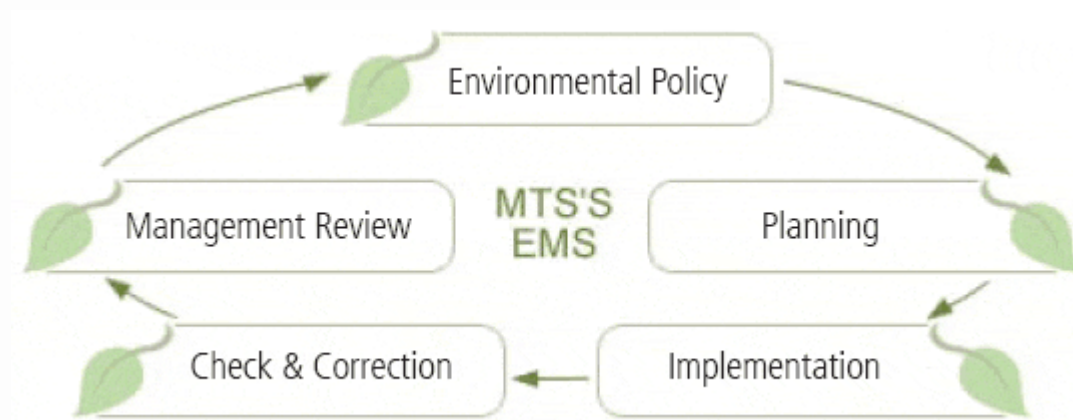 Environmental Policy
Management Review
MTS'S
EMS
Planning
Check & Correction
Implementation